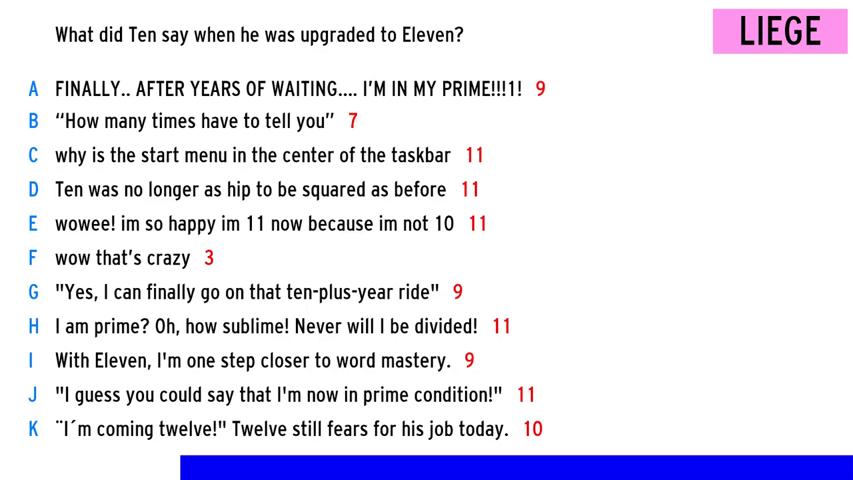 What did Ten say when he was upgraded to Eleven?
LIEGE
A FINALLY.. AFTER YEARS OF WAITING.... I'M IN MY PRIME!!!1! 9
B “How many times have to tell you” 7
C why is the start menu in the center of the taskbar 11
D Ten was no longer as hip to be squared as before 11
E wowee! im so happy im 11 now because im not 10 11
F wow that's crazy 3
G "Yes, I can finally go on that ten-plus-year ride" 9
H I am prime? Oh, how sublime! Never will I be divided! 11
I With Eleven, I'm one step closer to word mastery. 9
J "I guess you could say that I'm now in prime condition!" 11
K ¨I´m coming twelve!" Twelve still fears for his job today. 10